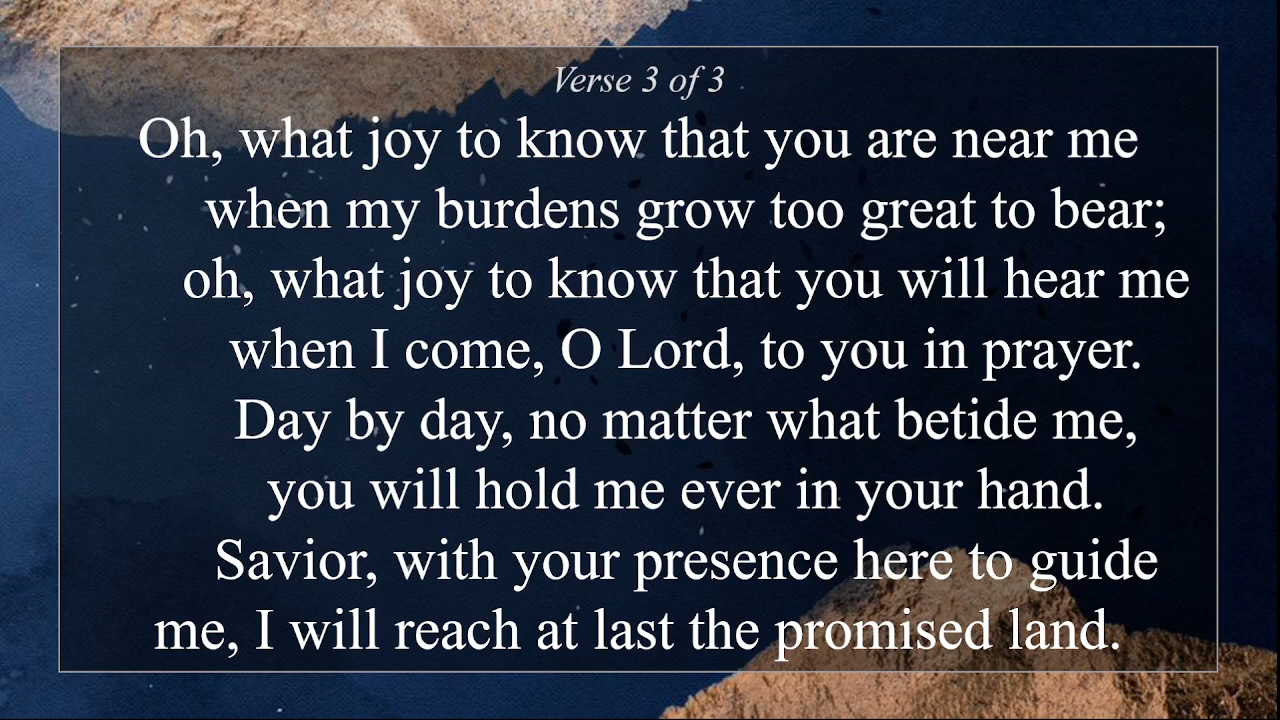 Verse 3 of 3
Oh, what joy to know that you are near me
when my burdens grow too great to bear;
oh, what joy to know that you will hear me
when I come, O Lord, to you in prayer.
Day by day, no matter what betide me,
you will hold me ever in your hand.
Savior, with your presence here to guide
me, I will reach at last the promised land.